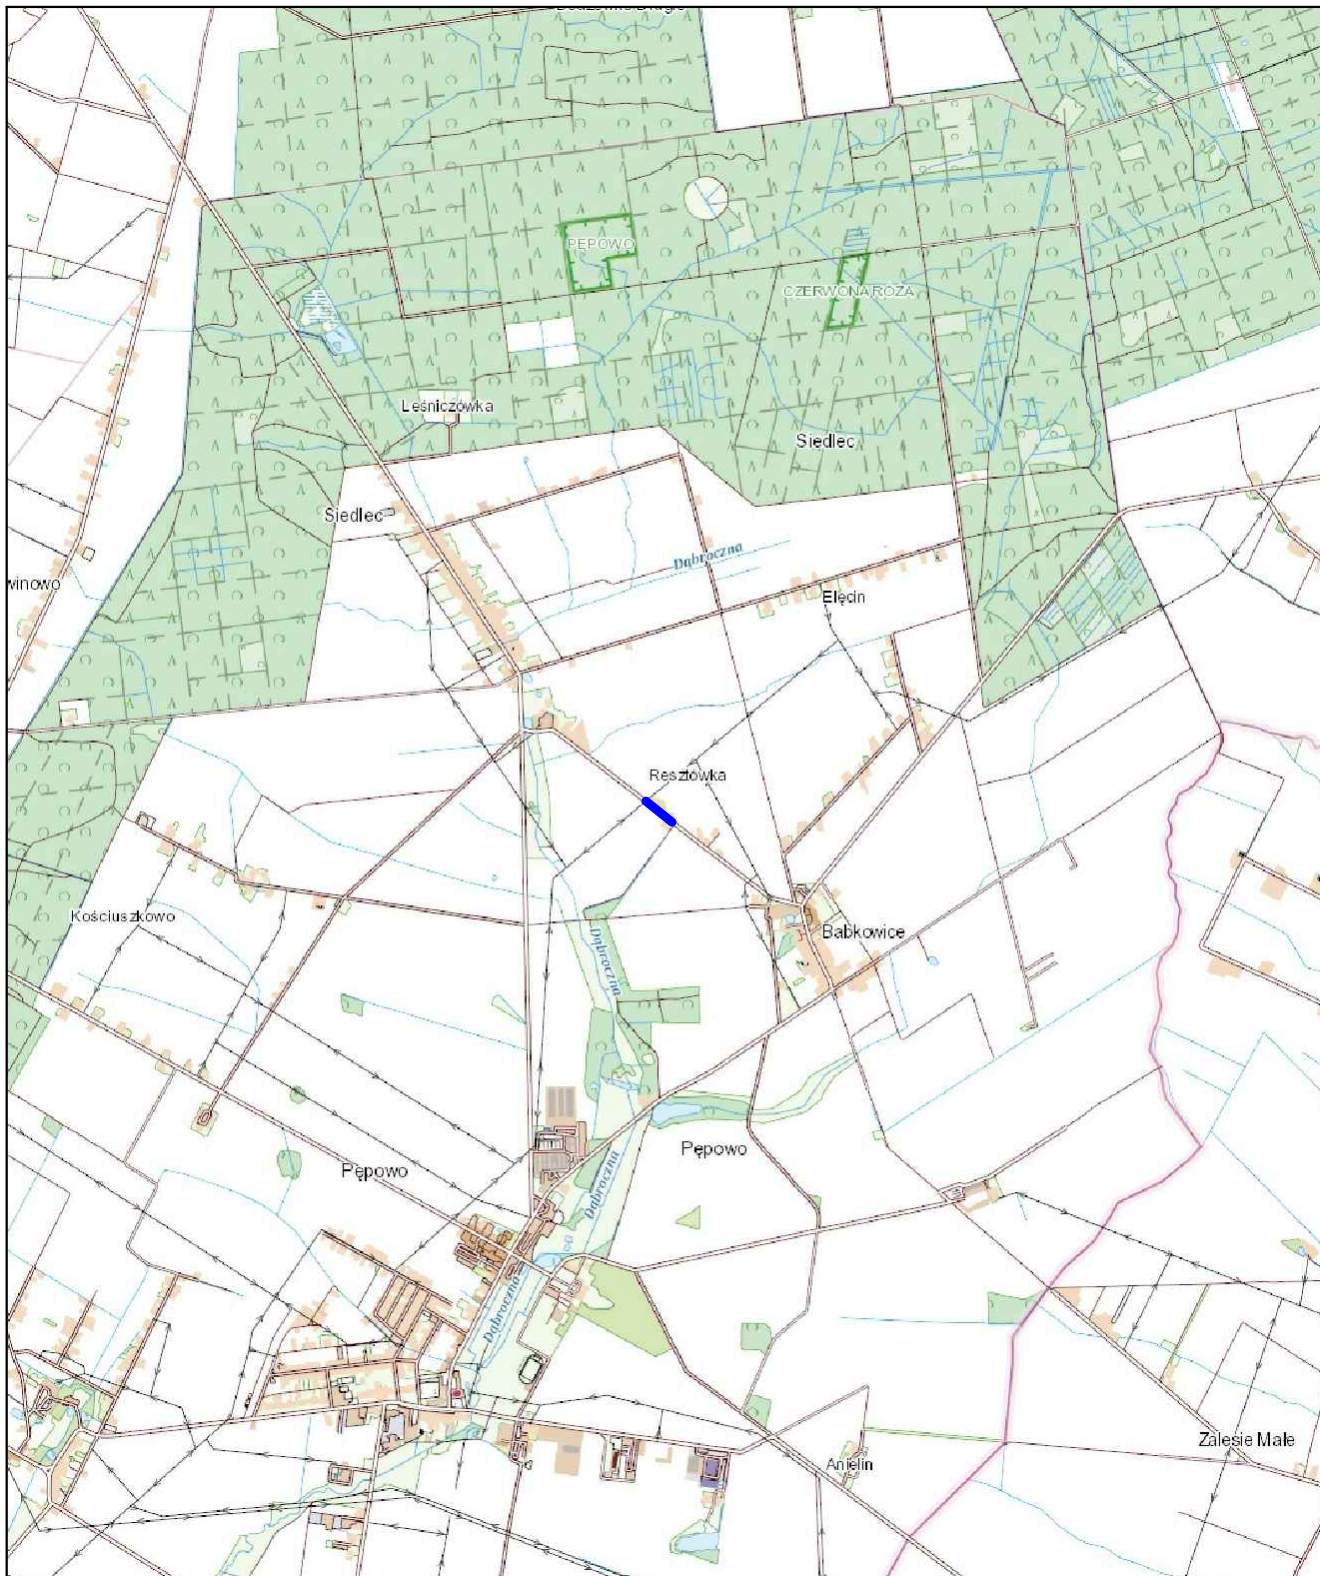 PĘPOWO
CZERWONA RÓŻA
Leśniczówka
Siedlec
Siedlec
Dąbroczna
winowo
Elęcin
Resztówka
Kościuszkowo
Babkowice
Dąbroczna
Pępowo
Pępowo
Dąbroczna
Dąbroczna
Zalesie Małe
Anielin